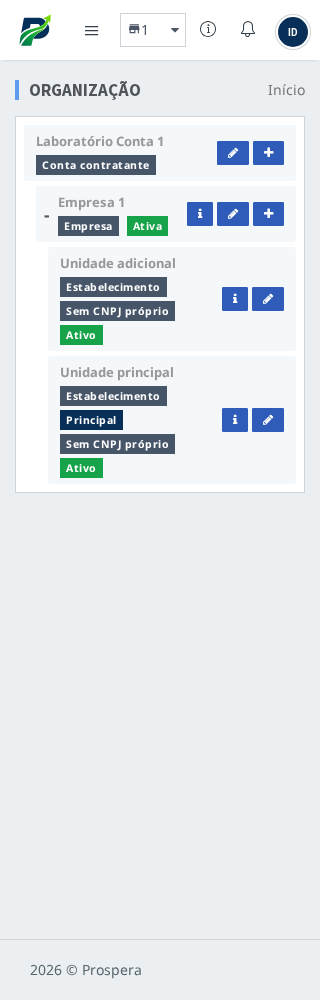 1
ID
ORGANIZAÇÃO
Início
Laboratório Conta 1
Conta contratante
- Empresa 1
Empresa Ativa
Unidade adicional
Estabelecimento
Sem CNPJ próprio
Ativo
Unidade principal
Estabelecimento
Principal
Sem CNPJ próprio
Ativo
2026 © Prospera